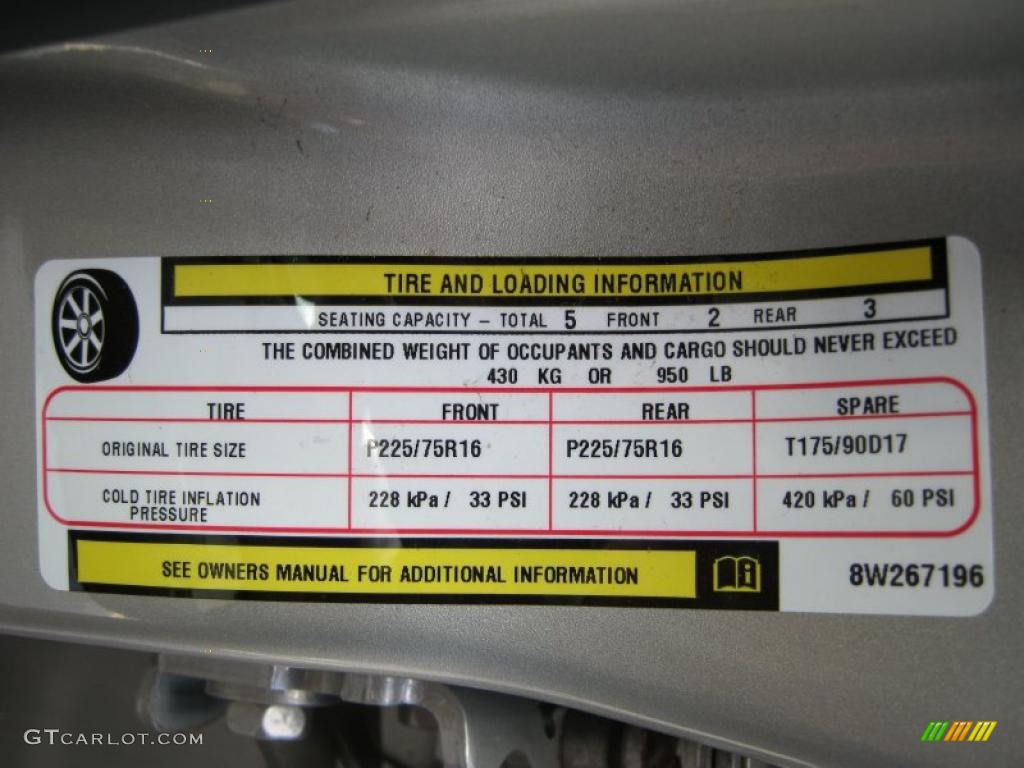 TIRE AND LOADING INFORMATION
SEATING CAPACITY – TOTAL 5 FRONT 2 REAR 3
THE COMBINED WEIGHT OF OCCUPANTS AND CARGO SHOULD NEVER EXCEED
430 KG OR 950 LB
TIRE FRONT REAR SPARE
ORIGINAL TIRE SIZE P225/75R16 P225/75R16 T175/90D17
COLD TIRE INFLATION
PRESSURE 228 kPa / 33 PSI 228 kPa / 33 PSI 420 kPa / 60 PSI
SEE OWNERS MANUAL FOR ADDITIONAL INFORMATION
8W267196
GTCARLOT.COM